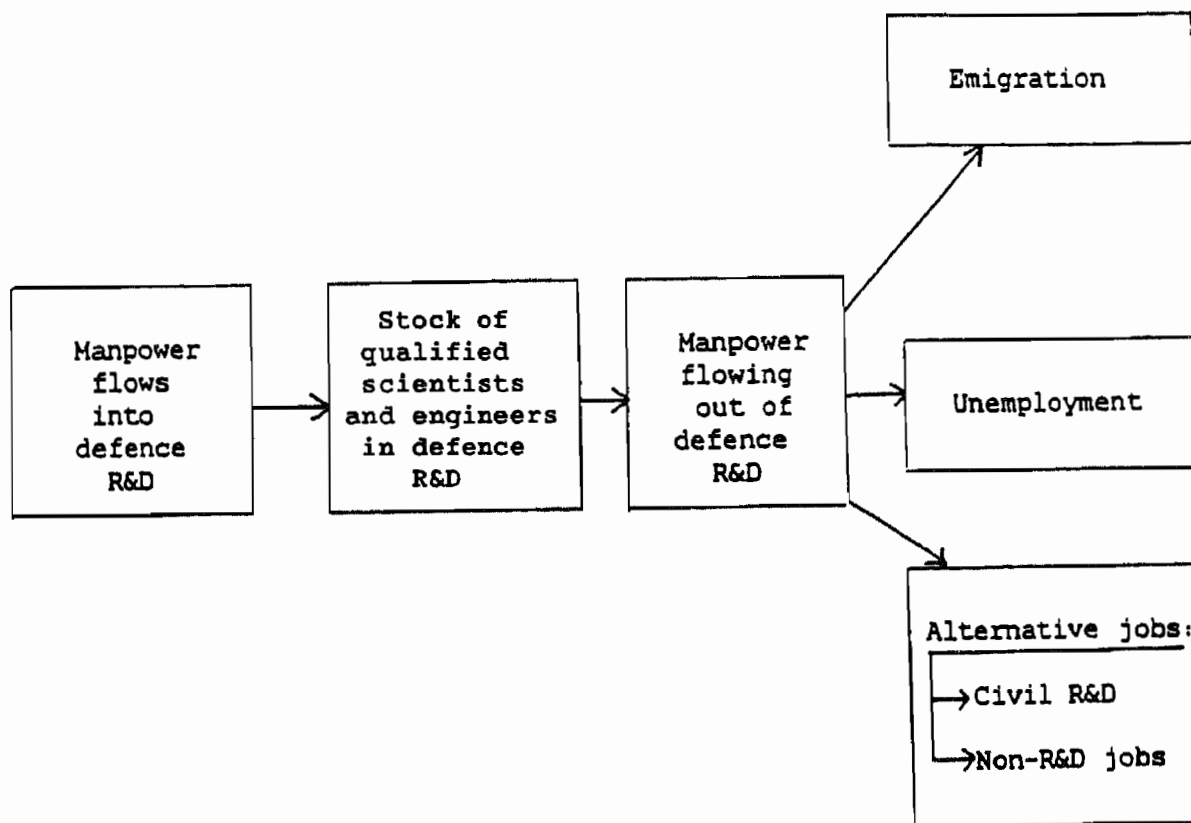 Emigration
Manpower
flows
into
defence
R&D
Stock of
qualified
scientists
and engineers
in defence
R&D
Manpower
flowing
out of
defence
R&D
Unemployment
Alternative jobs:
Civil R&D
Non-R&D jobs